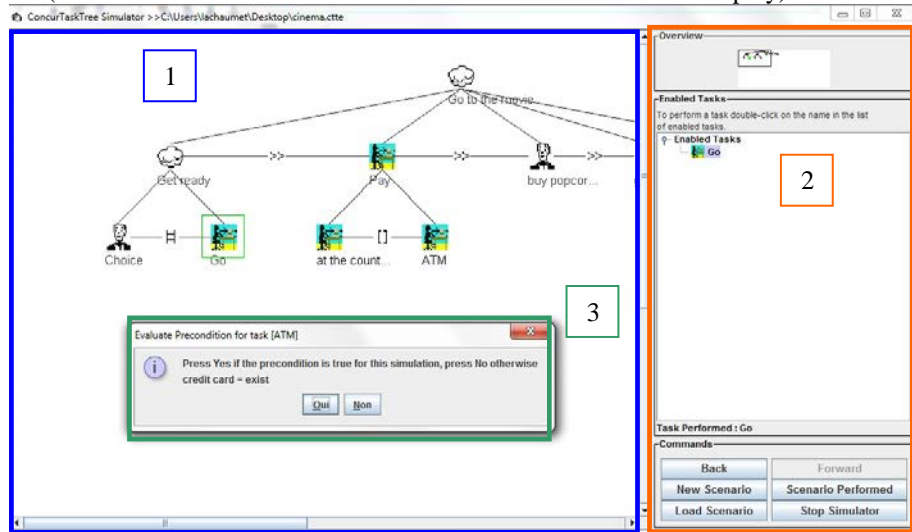 ConcurTaskTree Simulator >>C:\Users\lachaumet\Desktop\cinema.ctte
1
Go to the movie...
>>
>>
>>
Get ready
Pay
buy popcor...
|=|
[]
Choice
Go
at the count...
ATM
3
Evaluate Precondition for task [ATM]
Press Yes if the precondition is true for this simulation, press No otherwise
credit card = exist
Oui
Non
Overview
Enabled Tasks
To perform a task double-click on the name in the list
of enabled tasks.
Enabled Tasks
Go
2
Task Performed : Go
Commands
Back
Forward
New Scenario
Scenario Performed
Load Scenario
Stop Simulator